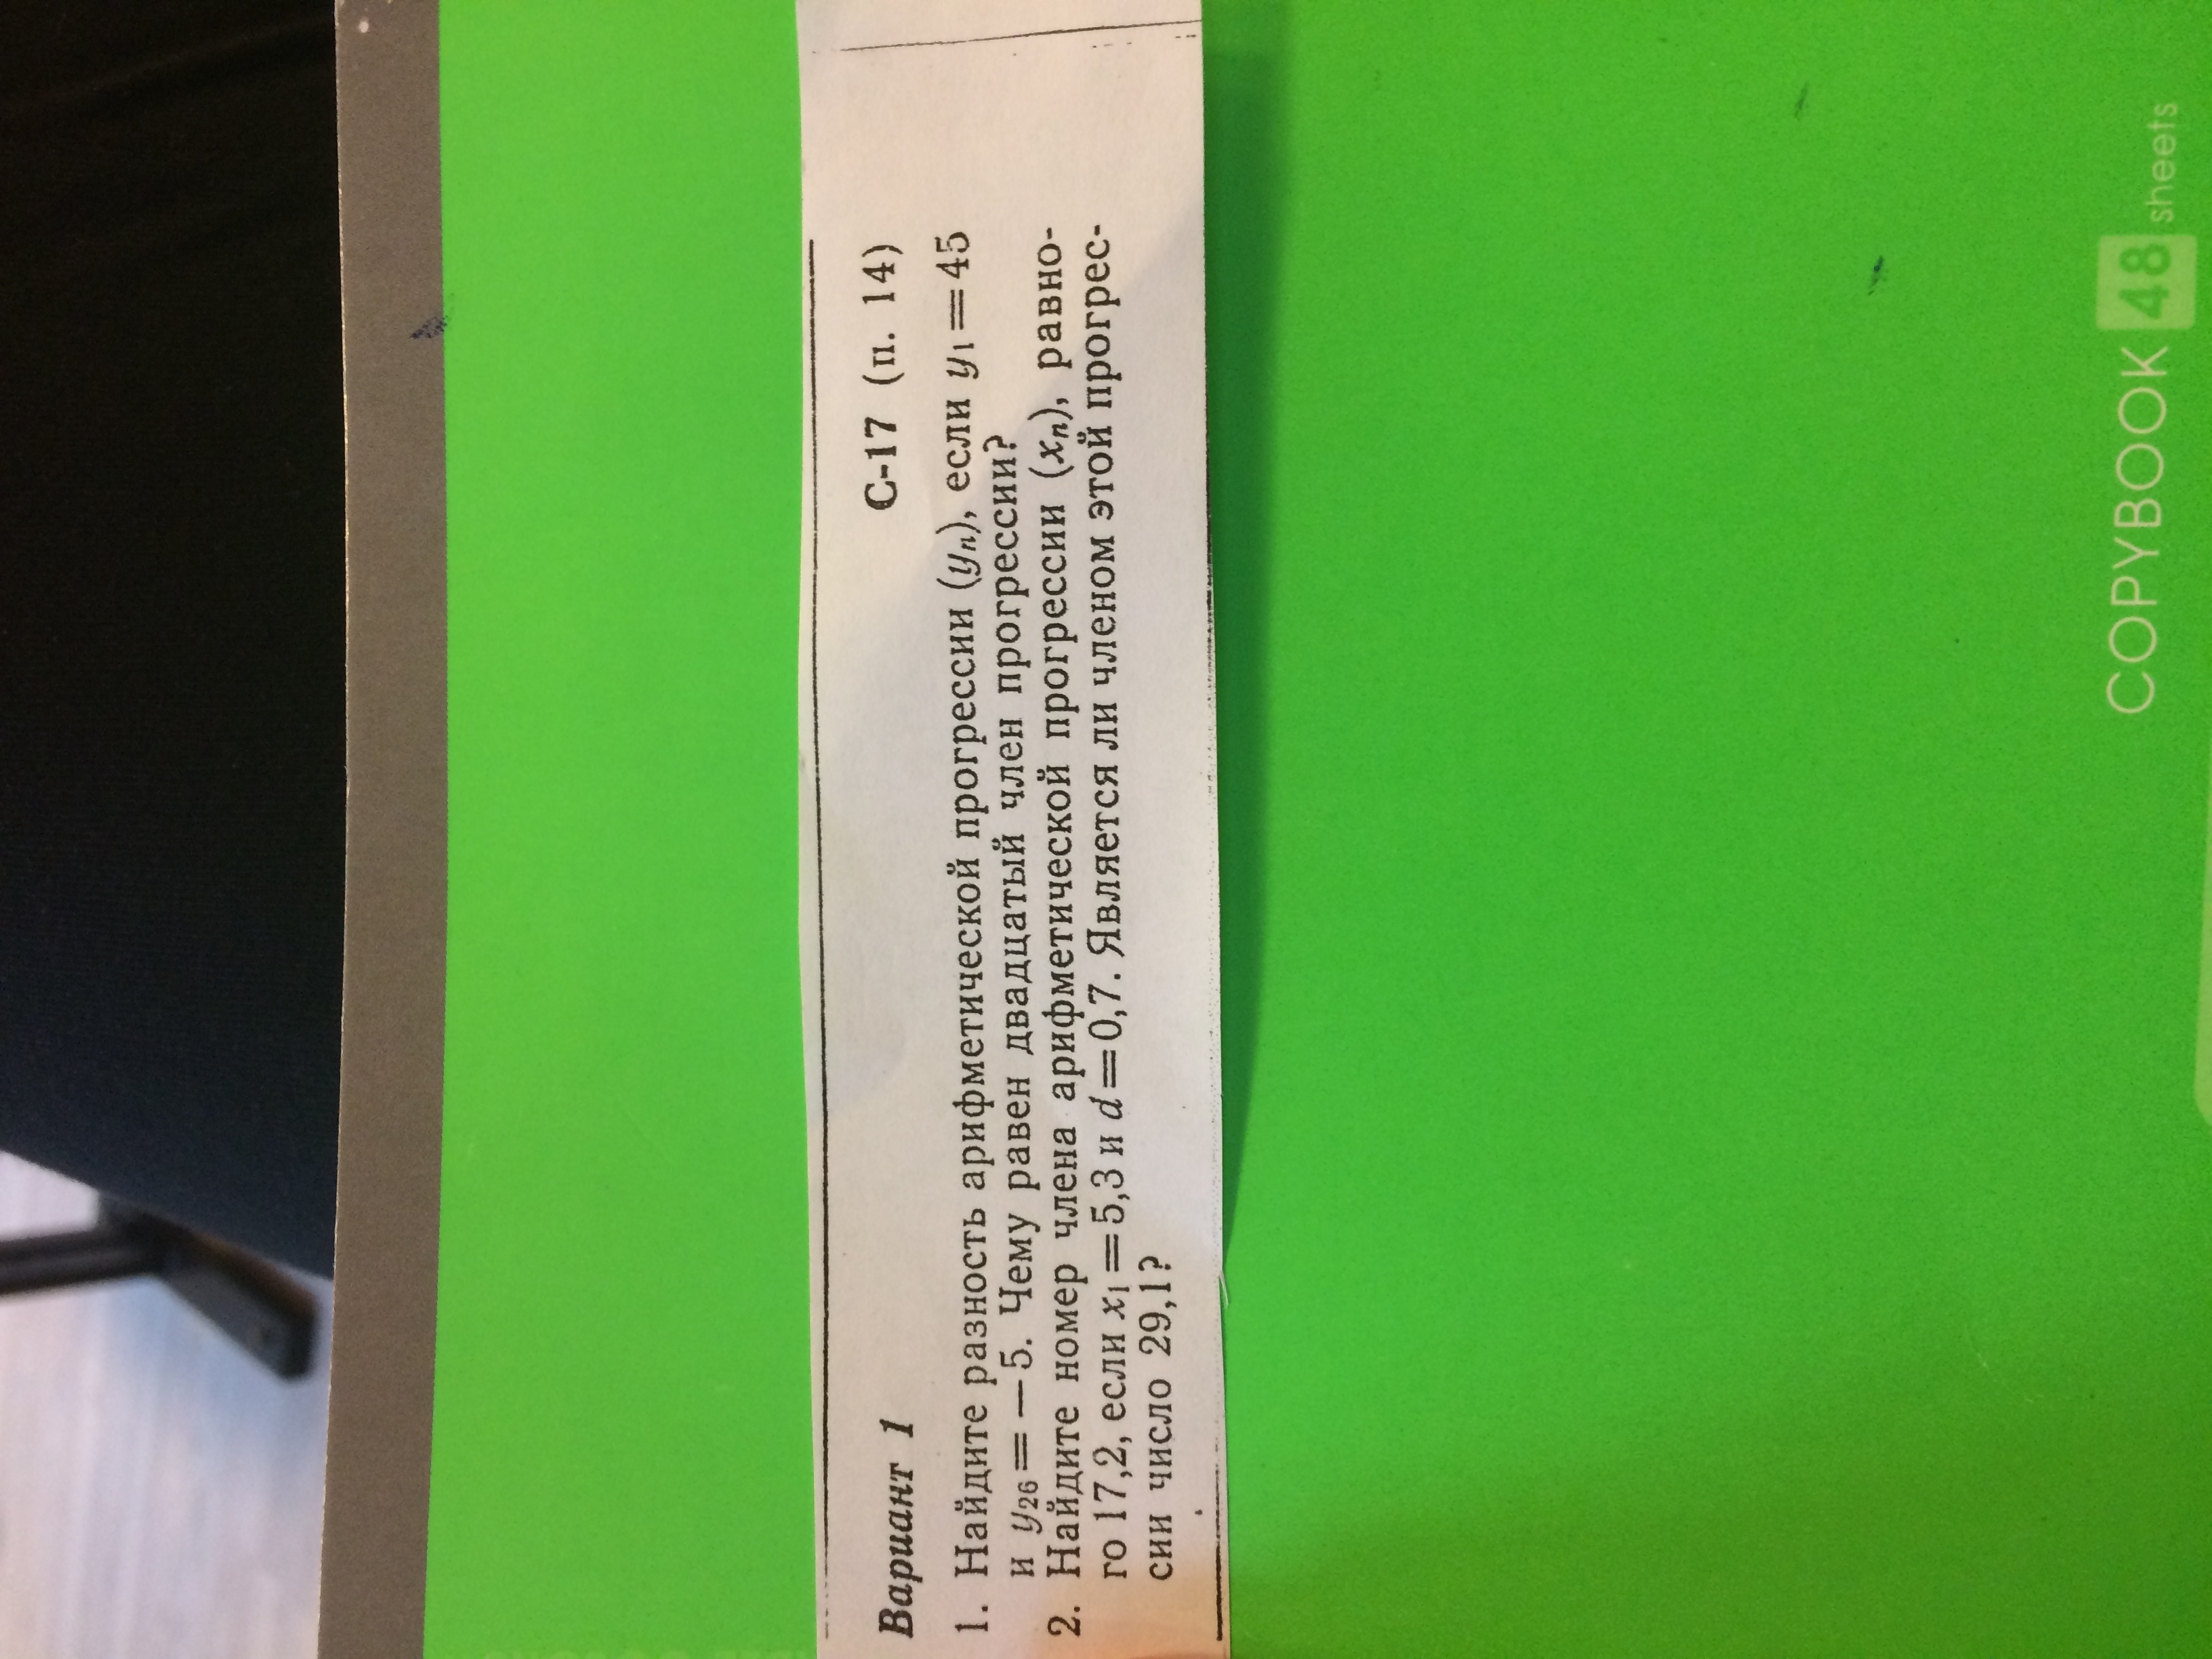 Вариант 1 С-17 (п. 14)
1. Найдите разность арифметической прогрессии (yₙ), если y₁=45
и y₂₆=—5. Чему равен двадцатый член прогрессии?
2. Найдите номер члена арифметической прогрессии (xₙ), равно-
го 17,2, если x₁=5,3 и d=0,7. Является ли членом этой прогрес-
сии число 29,1?
COPYBOOK 48 sheets